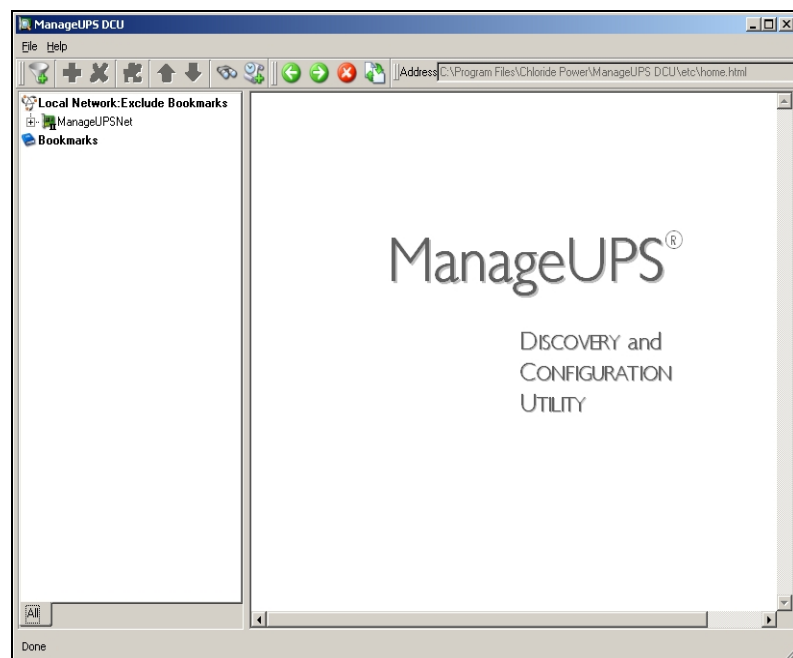 ManageUPS DCU
File Help
Address C:\Program Files\Chloride Power\ManageUPS DCU\etc\home.html
Local Network:Exclude Bookmarks
ManageUPSNet
Bookmarks
ManageUPS®
DISCOVERY and
CONFIGURATION
UTILITY
All
Done